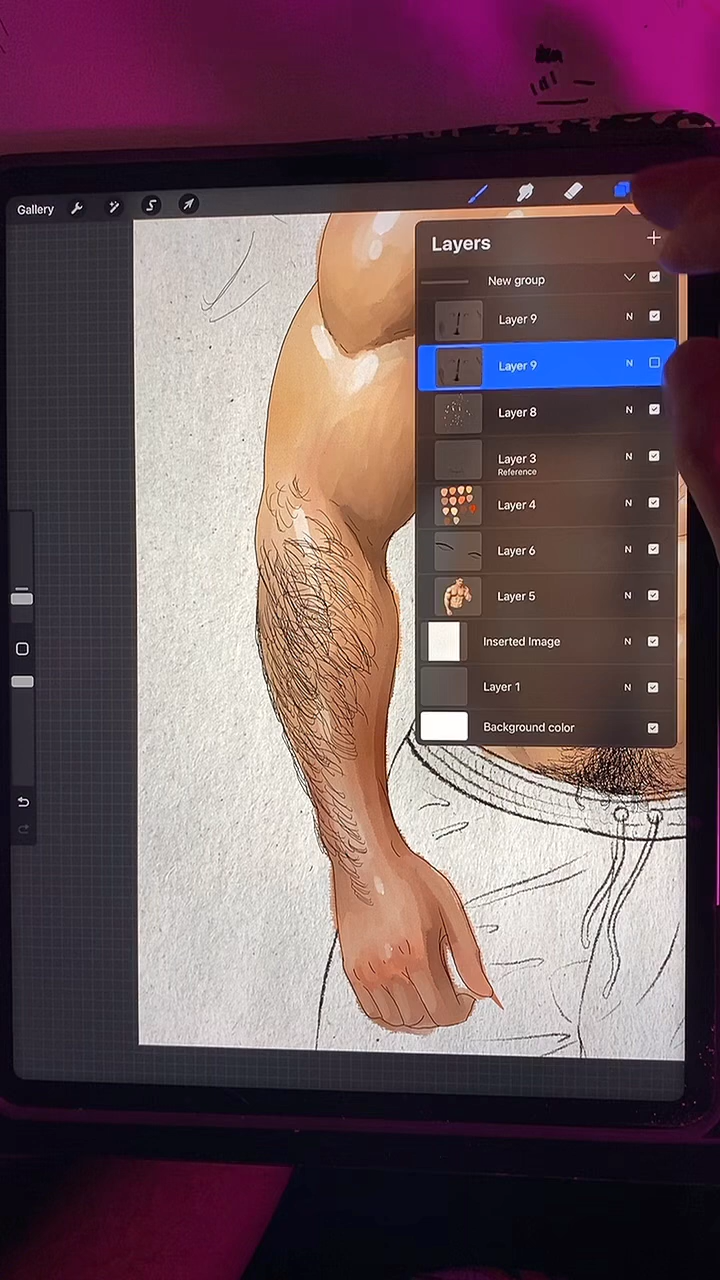 Gallery
Layers
New group
Layer 9 N
Layer 9 N
Layer 8 N
Layer 3 N
Reference
Layer 4 N
Layer 6 N
Layer 5 N
Inserted Image N
Layer 1 N
Background color